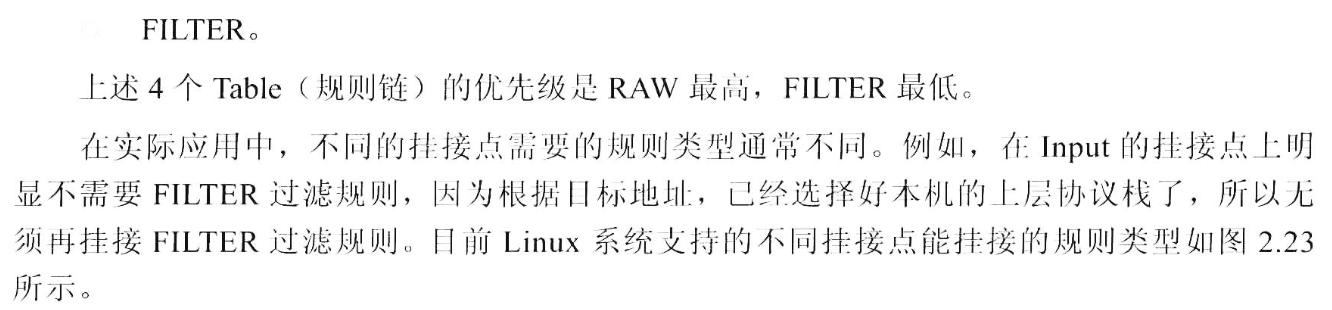 FILTER。
上述 4 个 Table（规则链）的优先级是 RAW 最高，FILTER 最低。
在实际应用中，不同的挂接点需要的规则类型通常不同。例如，在 Input 的挂接点上明
显不需要 FILTER 过滤规则，因为根据目标地址，已经选择好本机的上层协议栈了，所以无
须再挂接 FILTER 过滤规则。目前 Linux 系统支持的不同挂接点能挂接的规则类型如图 2.23
所示。